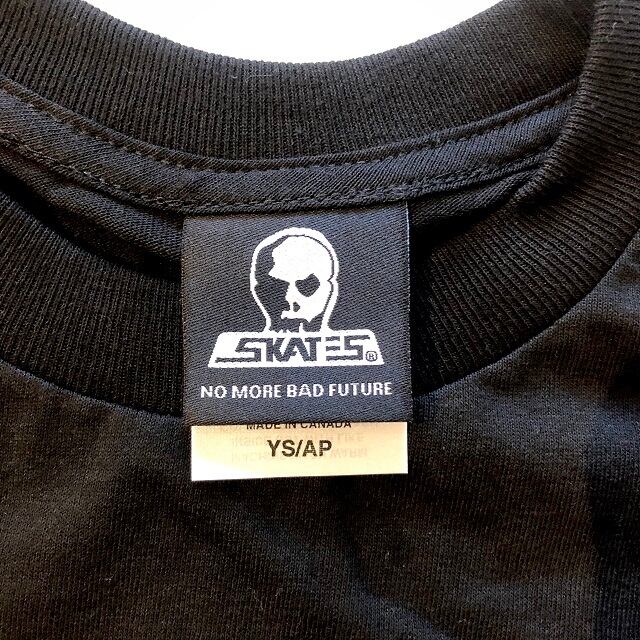 SKATES®
NO MORE BAD FUTURE
MADE IN CANADA
YS/AP